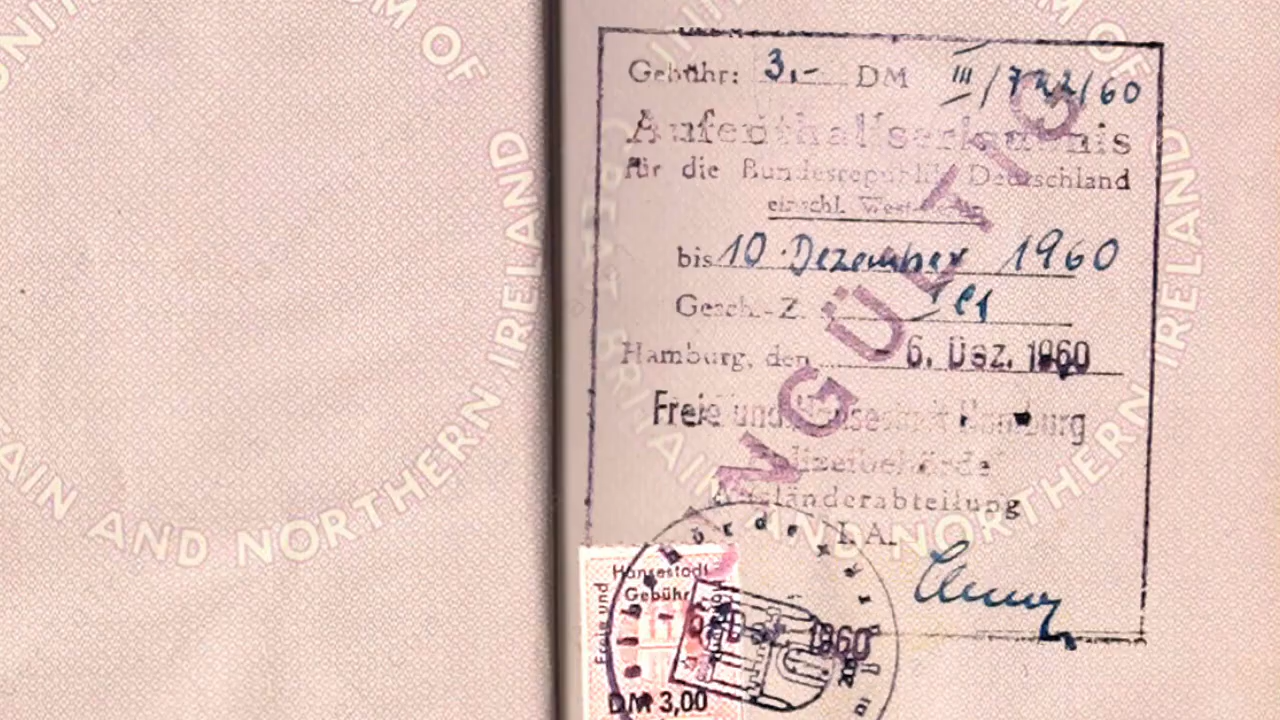 UNITED KINGDOM OF
GREAT BRITAIN AND NORTHERN IRELAND
Gebühr: 3,- DM III/722/60
Aufenthaltserlaubnis
für die Bundesrepublik Deutschland
einschl. West-Berlin
bis 10. Dezember 1960
Gesch.-Z.
Hamburg, den 6. Dez. 1960
Freie und Hansestadt Hamburg
Polizeibehörde
Ausländerabteilung
I. A.
UNGÜLTIG
Freie und
Hansestadt
Gebühr
1960
DM 3,00